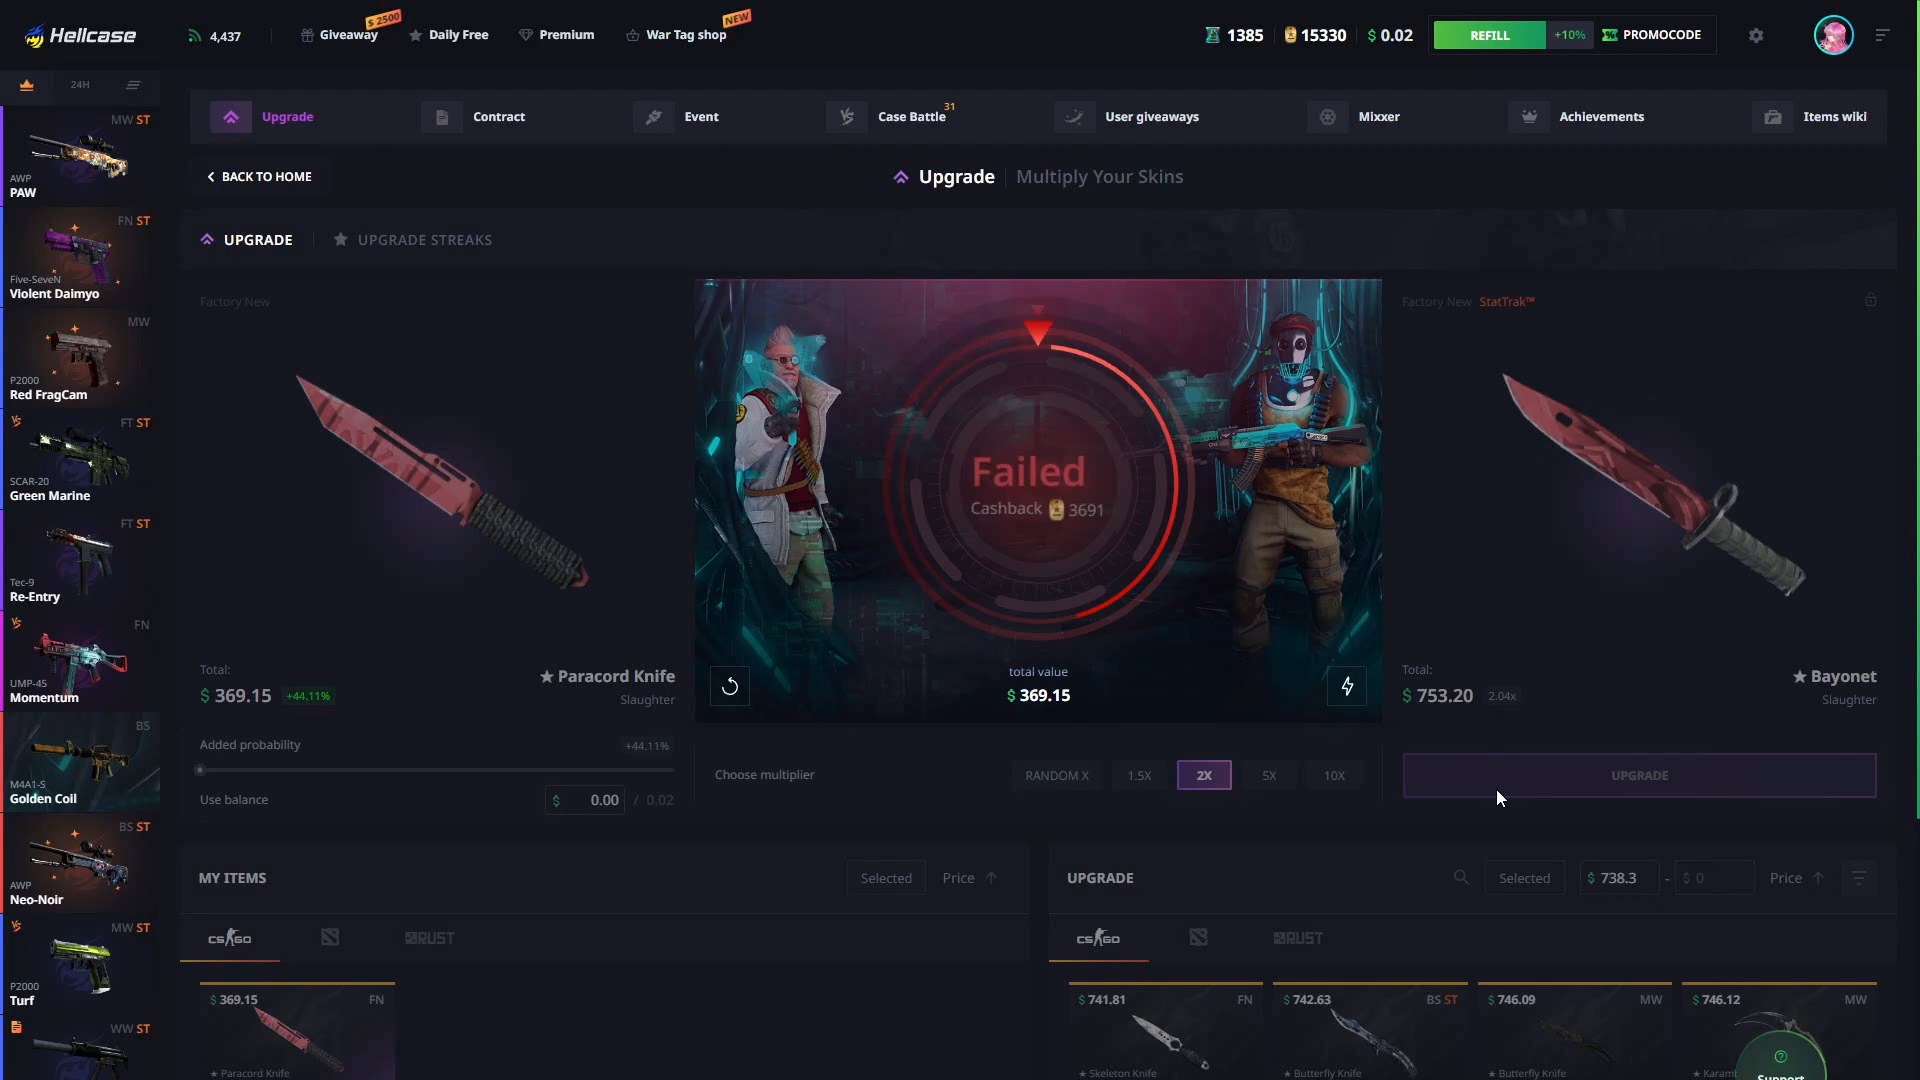 Hellcase
4,437
Giveaway
$ 2500
Daily Free
Premium
War Tag shop
NEW
1385
15330
$ 0.02
REFILL
+10%
PROMOCODE
24H
Upgrade
Contract
Event
Case Battle
31
User giveaways
Mixxer
Achievements
Items wiki
BACK TO HOME
Upgrade
Multiply Your Skins
UPGRADE
UPGRADE STREAKS
MW ST
AWP
PAW
FN ST
Five-SeveN
Violent Daimyo
MW
P2000
Red FragCam
FT ST
SCAR-20
Green Marine
FT ST
Tec-9
Re-Entry
FN
UMP-45
Momentum
BS
M4A1-S
Golden Coil
BS ST
AWP
Neo-Noir
MW ST
P2000
Turf
WW ST
Factory New
Total:
$ 369.15
+44.11%
★ Paracord Knife
Slaughter
Failed
Cashback 3691
total value
$ 369.15
Factory New StatTrak™
Total:
$ 753.20
2.04x
★ Bayonet
Slaughter
Added probability
+44.11%
Use balance
$ 0.00 / 0.02
Choose multiplier
RANDOM X
1.5X
2X
5X
10X
UPGRADE
MY ITEMS
Selected
Price
CS:GO
RUST
$ 369.15
FN
★ Paracord Knife
UPGRADE
Selected
$ 738.3
-
$ 0
Price
CS:GO
RUST
$ 741.81
FN
★ Skeleton Knife
$ 742.63
BS ST
★ Butterfly Knife
$ 746.09
MW
★ Butterfly Knife
$ 746.12
MW
★ Karamb
Support